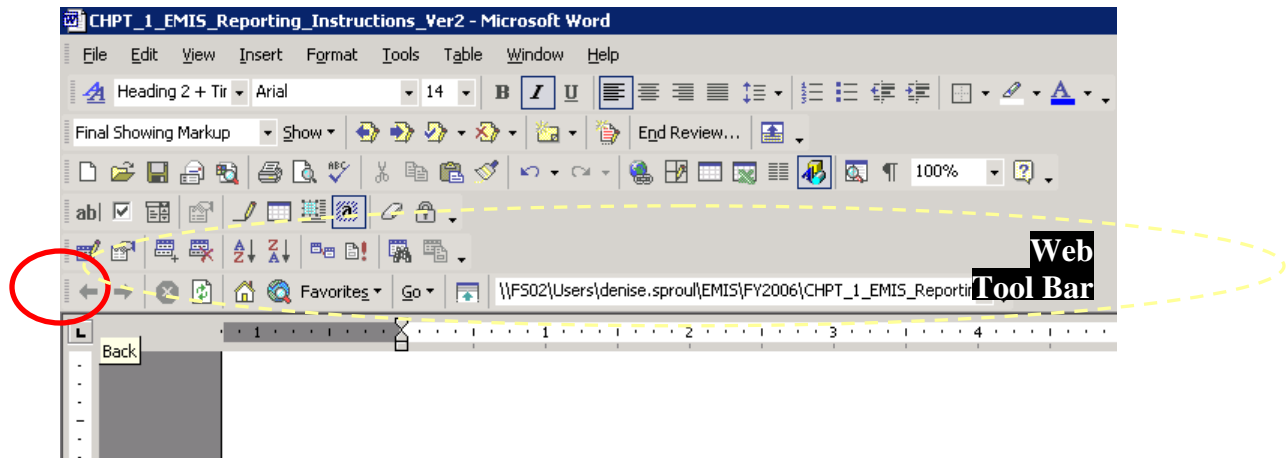 CHPT_1_EMIS_Reporting_Instructions_Ver2 - Microsoft Word
File Edit View Insert Format Tools Table Window Help
Heading 2 + Tir Arial 14 B I U A
Final Showing Markup Show End Review...
ABC 100%
ab
Web
Favorites Go \\FS02\Users\denise.sproul\EMIS\FY2006\CHPT_1_EMIS_Reportin Tool Bar
L 1 1 2 3 4
Back